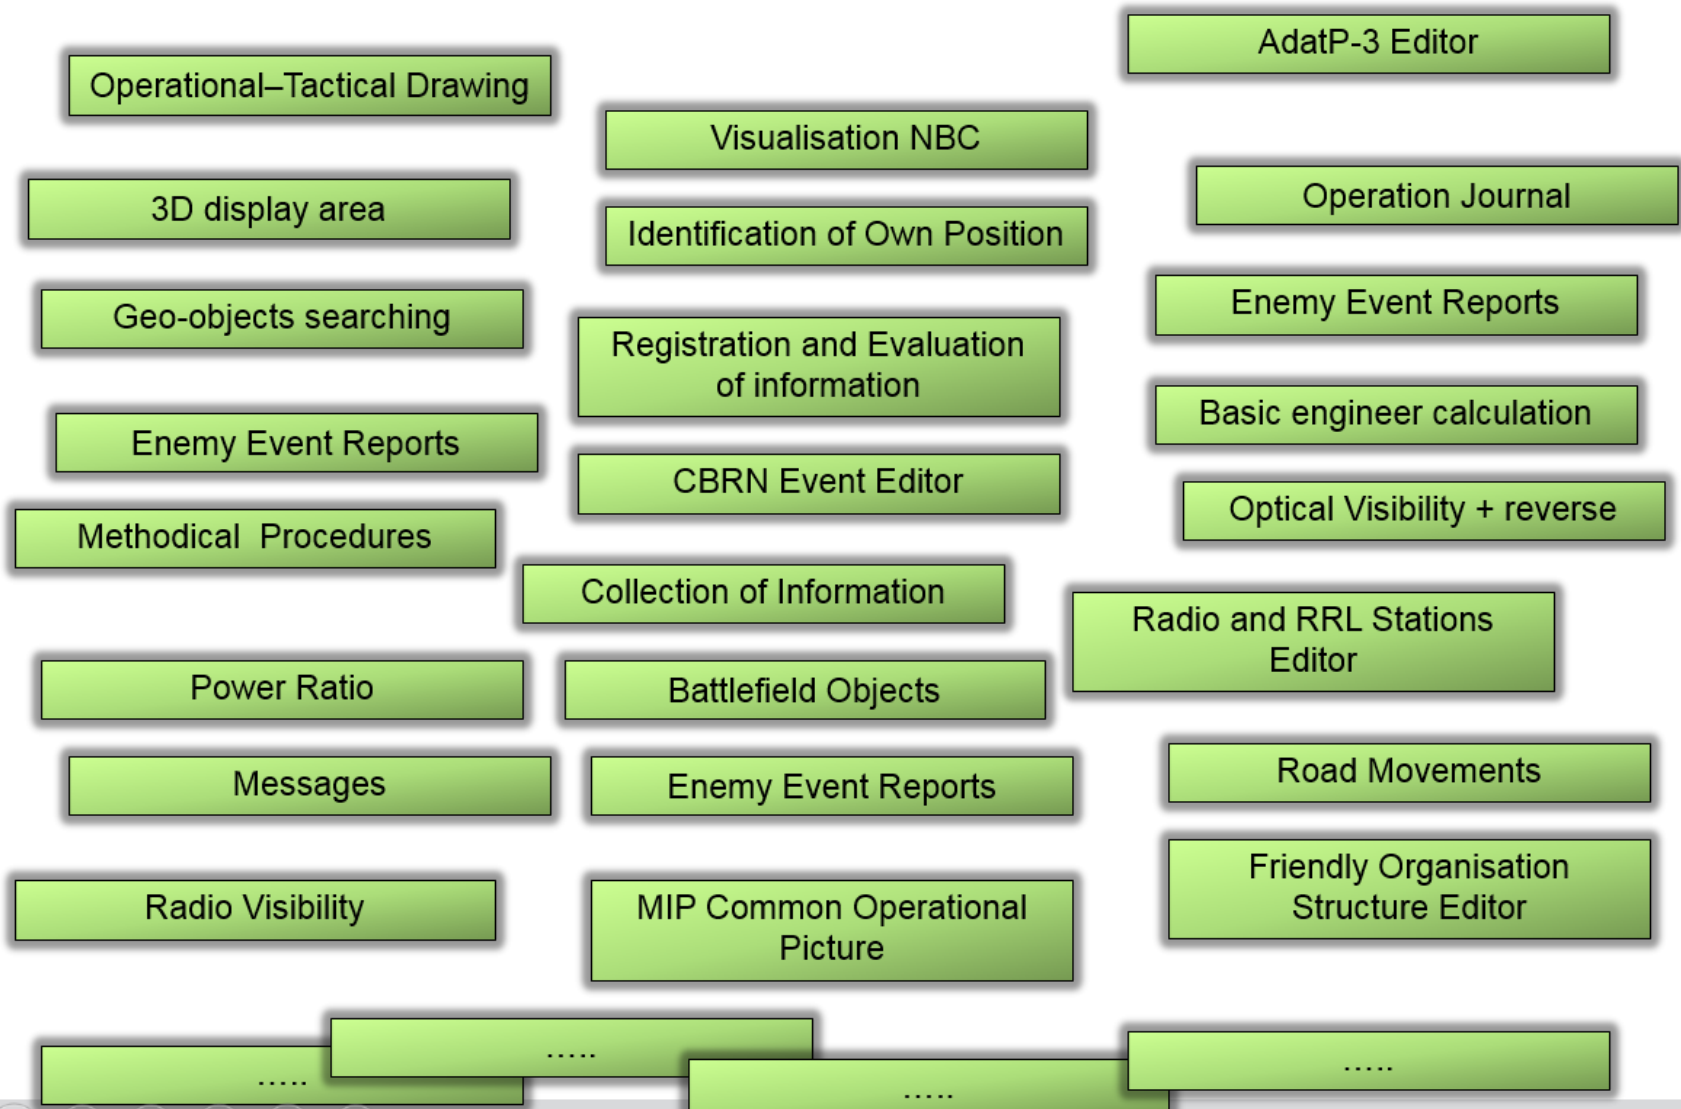 AdatP-3 Editor
Operational–Tactical Drawing
Visualisation NBC
Operation Journal
3D display area
Identification of Own Position
Enemy Event Reports
Geo-objects searching
Registration and Evaluation
of information
Basic engineer calculation
Enemy Event Reports
CBRN Event Editor
Optical Visibility + reverse
Methodical  Procedures
Collection of Information
Radio and RRL Stations
Editor
Power Ratio
Battlefield Objects
Road Movements
Messages
Enemy Event Reports
Friendly Organisation
Structure Editor
Radio Visibility
MIP Common Operational
Picture
.....
.....
.....
.....